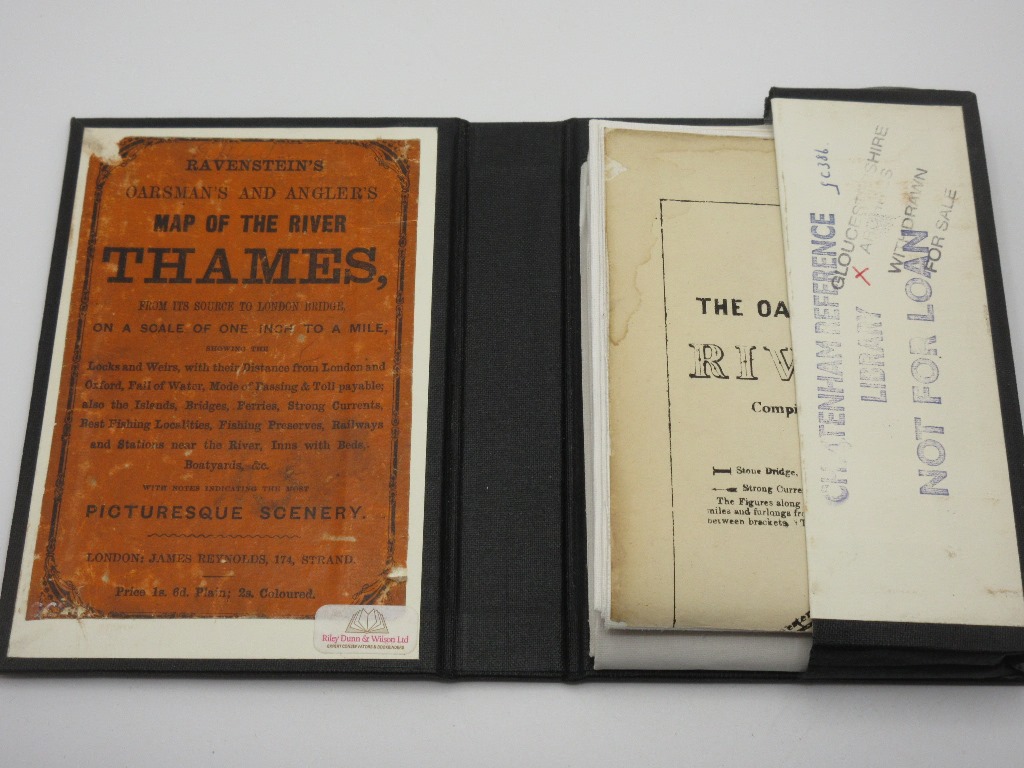 RAVENSTEIN'S
OARSMAN'S AND ANGLER'S
MAP OF THE RIVER
THAMES,
FROM ITS SOURCE TO LONDON BRIDGE,
ON A SCALE OF ONE INCH TO A MILE,
SHOWING THE
Locks and Weirs, with their Distance from London and
Oxford, Fall of Water, Mode of Passing & Toll payable;
also the Islands, Bridges, Ferries, Strong Currents,
Best Fishing Localities, Fishing Preserves, Railways
and Stations near the River, Inns with Beds,
Boatyards, &c.
WITH NOTES INDICATING THE MOST
PICTURESQUE SCENERY.
LONDON: JAMES REYNOLDS, 174, STRAND.
Price 1s. 6d. Plain; 2s. Coloured.
Riley Dunn & Wilson Ltd
EXPERT CONSERVATORS & BOOKBINDERS
THE OA
RIV
Compi
Stone Bridge,
Strong Curre
The Figures along
miles and furlongs fr
between brackets
CHELTENHAM REFERENCE
LIBRARY
NOT FOR LOAN
GLOUCESTERSHIRE
ARCHIVES
WITHDRAWN
FOR SALE